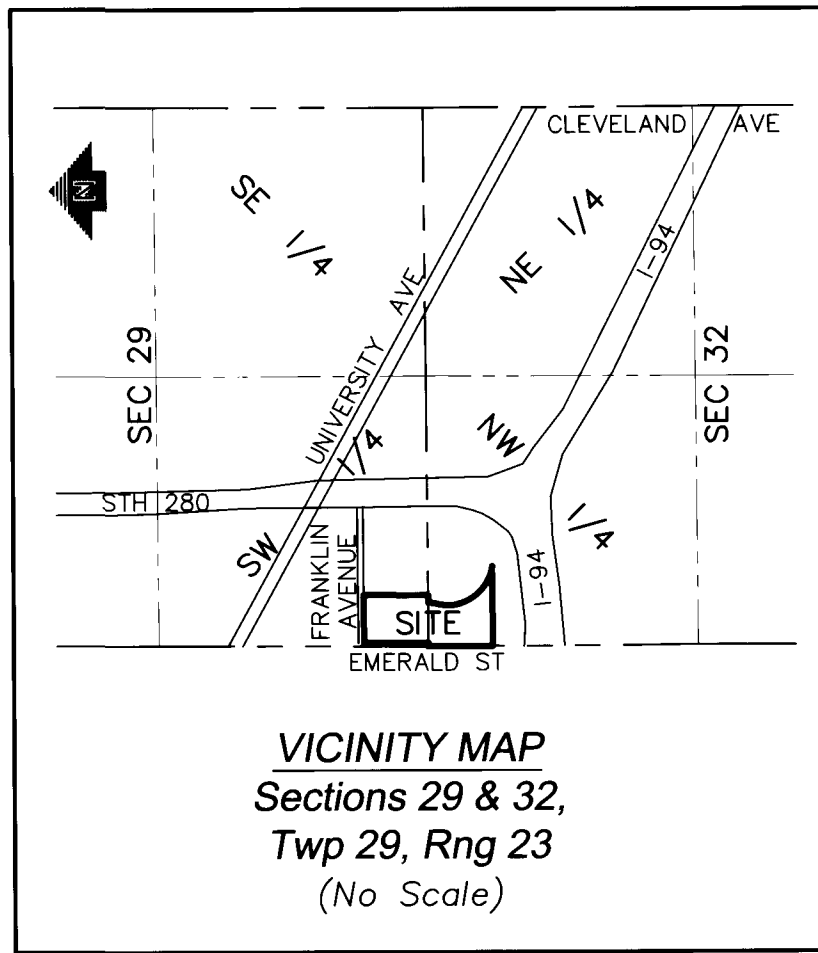 CLEVELAND AVE
N
SE 1/4
NE 1/4
I-94
UNIVERSITY AVE
SEC 29
SEC 32
NW 1/4
1/4
STH 280
SW
FRANKLIN
AVENUE
I-94
SITE
EMERALD ST
VICINITY MAP
Sections 29 & 32,
Twp 29, Rng 23
(No Scale)